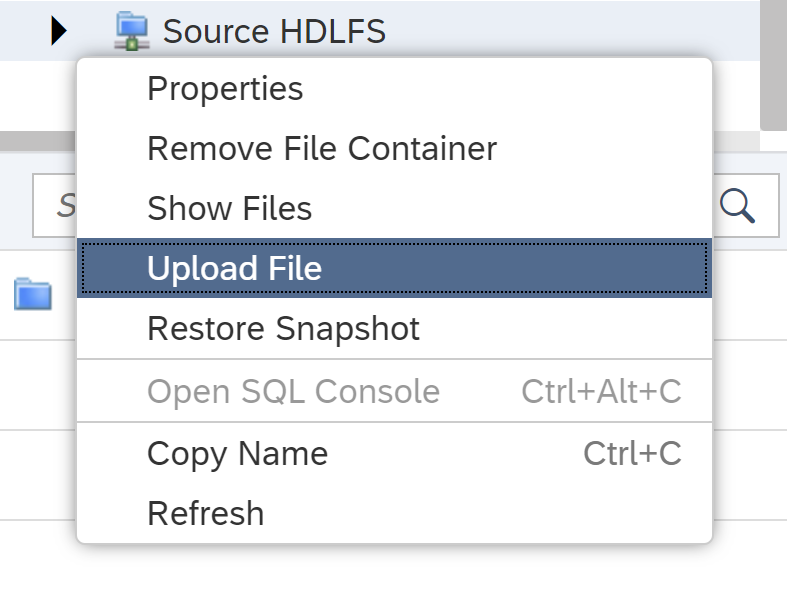 Source HDLFS
Properties
Remove File Container
Show Files
Upload File
Restore Snapshot
Open SQL Console Ctrl+Alt+C
Copy Name Ctrl+C
Refresh